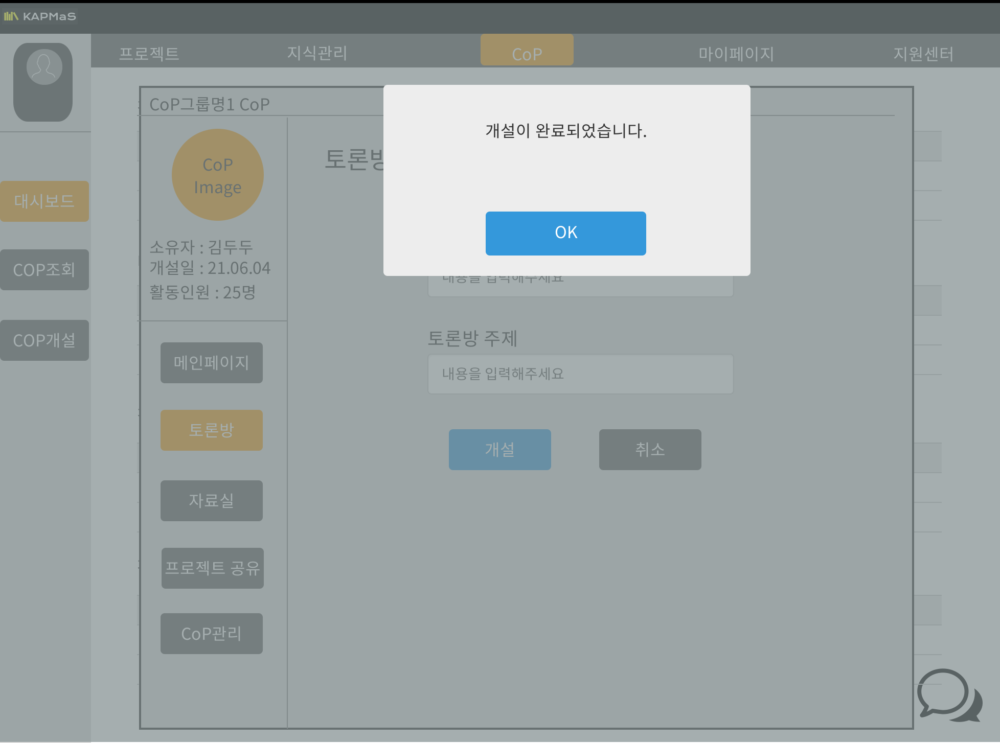 KAPMaS
프로젝트
지식관리
CoP
마이페이지
지원센터
대시보드
COP조회
COP개설
CoP그룹명1 CoP
CoP
Image
소유자 : 김두두
개설일 : 21.06.04
활동인원 : 25명
메인페이지
토론방
자료실
프로젝트 공유
CoP관리
토론방
개설이 완료되었습니다.
OK
내용을 입력해주세요
토론방 주제
내용을 입력해주세요
개설
취소